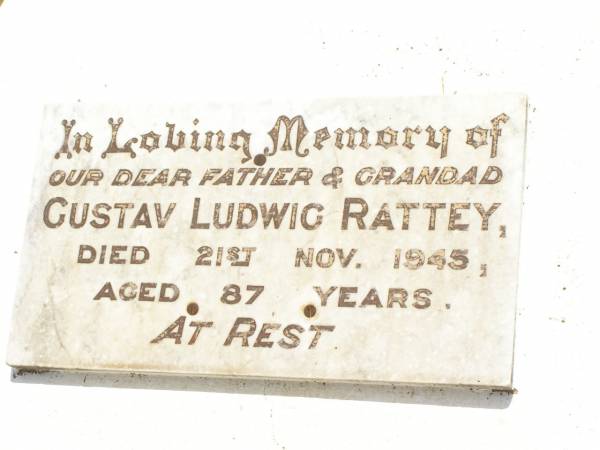 In Loving Memory of
OUR DEAR FATHER & GRANDAD
GUSTAV LUDWIG RATTEY,
DIED 21ST NOV. 1945,
AGED 87 YEARS.
AT REST